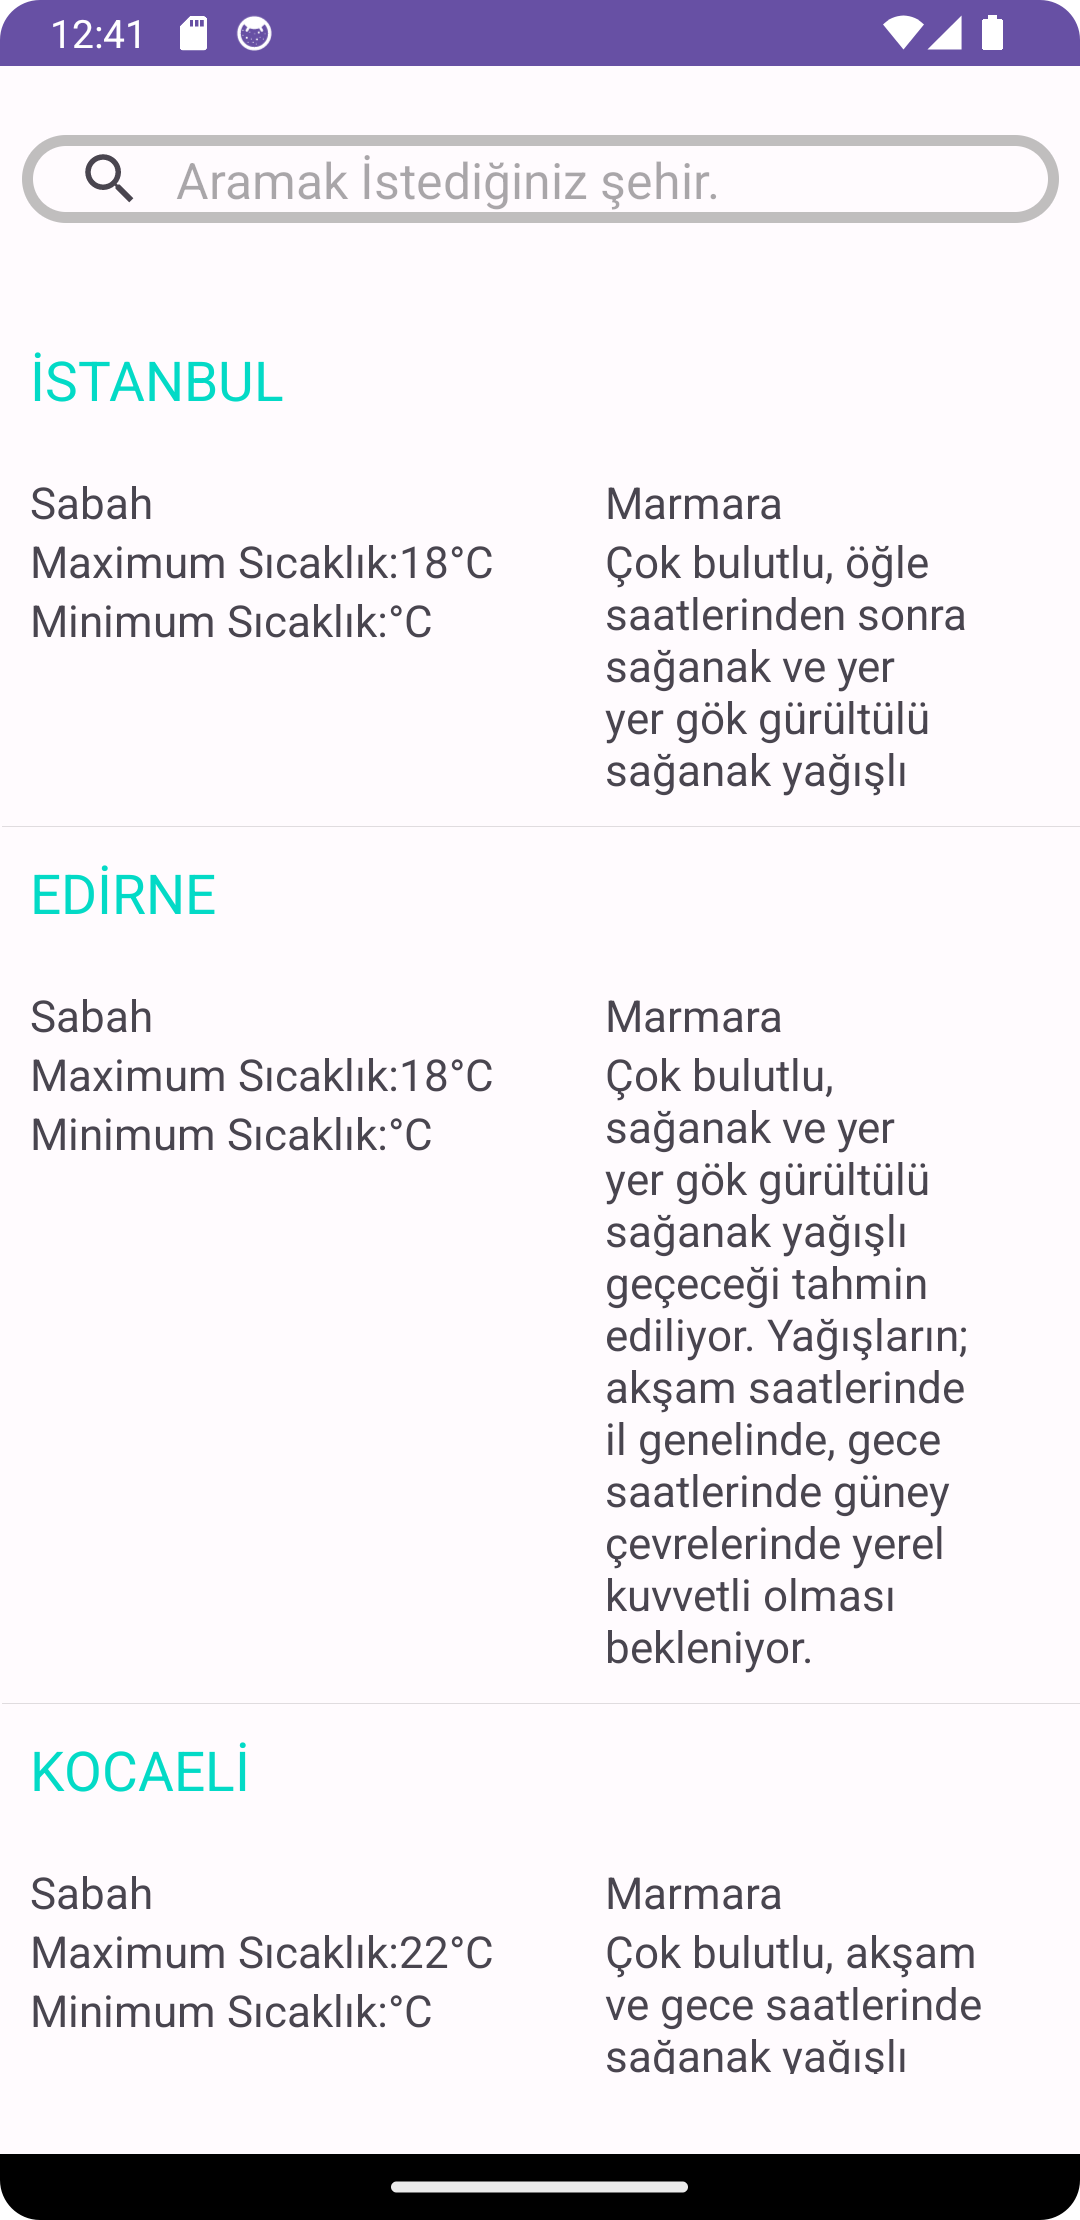 12:41
Aramak İstediğiniz şehir.
İSTANBUL
Sabah
Maximum Sıcaklık:18°C
Minimum Sıcaklık:°C
Marmara
Çok bulutlu, öğle
saatlerinden sonra
sağanak ve yer
yer gök gürültülü
sağanak yağışlı
EDİRNE
Sabah
Maximum Sıcaklık:18°C
Minimum Sıcaklık:°C
Marmara
Çok bulutlu,
sağanak ve yer
yer gök gürültülü
sağanak yağışlı
geçeceği tahmin
ediliyor. Yağışların;
akşam saatlerinde
il genelinde, gece
saatlerinde güney
çevrelerinde yerel
kuvvetli olması
bekleniyor.
KOCAELİ
Sabah
Maximum Sıcaklık:22°C
Minimum Sıcaklık:°C
Marmara
Çok bulutlu, akşam
ve gece saatlerinde
sağanak yağışlı